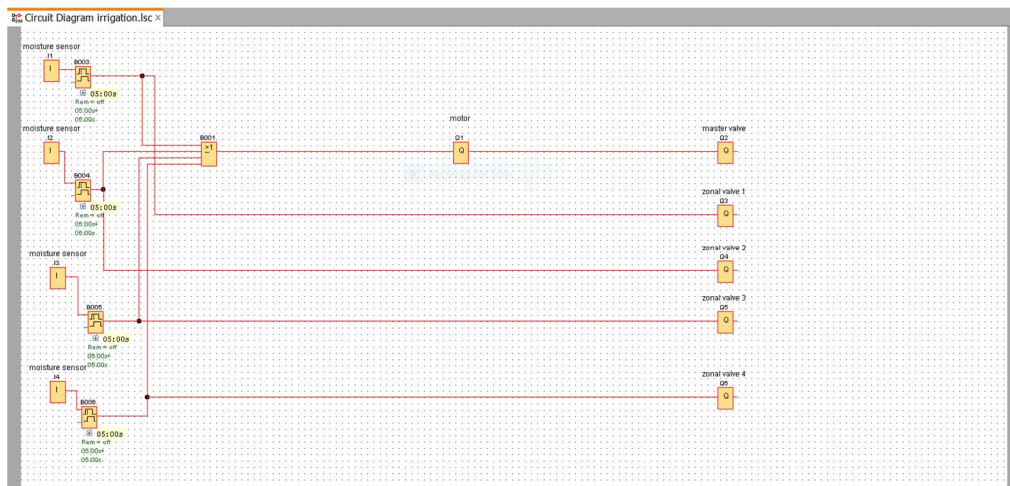 Circuit Diagram irrigation.lsc ×
moisture sensor
I1
I
B003
05:00s
Rem = off
05:00s+
05:00s
moisture sensor
I2
I
B001
≥1
motor
Q1
Q
master valve
Q2
Q
B004
05:00s
Rem = off
05:00s+
05:00s
zonal valve 1
Q3
Q
moisture sensor
I3
I
zonal valve 2
Q4
Q
B005
05:00s
Rem = off
05:00s+
05:00s
zonal valve 3
Q5
Q
moisture sensor
I4
I
B006
05:00s
Rem = off
05:00s+
05:00s
zonal valve 4
Q6
Q